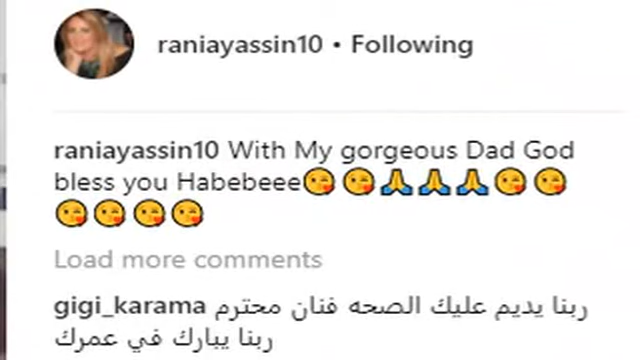 raniayassin10 • Following
raniayassin10 With My gorgeous Dad God
bless you Habebeee😘😘🙏🙏🙏😘😘
😘😘😘😘
Load more comments
gigi_karama ربنا يديم عليك الصحه فنان محترم
ربنا يبارك في عمرك